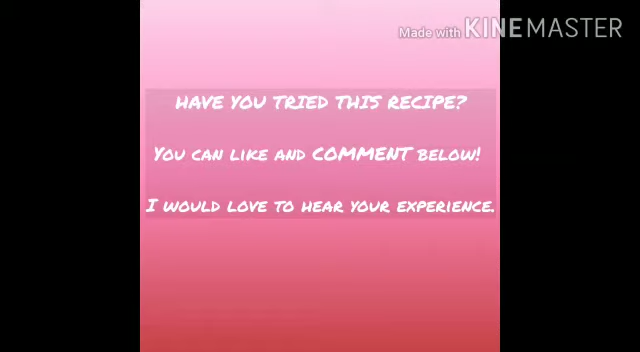 Made with KINEMASTER
HAVE YOU TRIED THIS RECIPE?
YOU CAN LIKE AND COMMENT BELOW!
I WOULD LOVE TO HEAR YOUR EXPERIENCE.